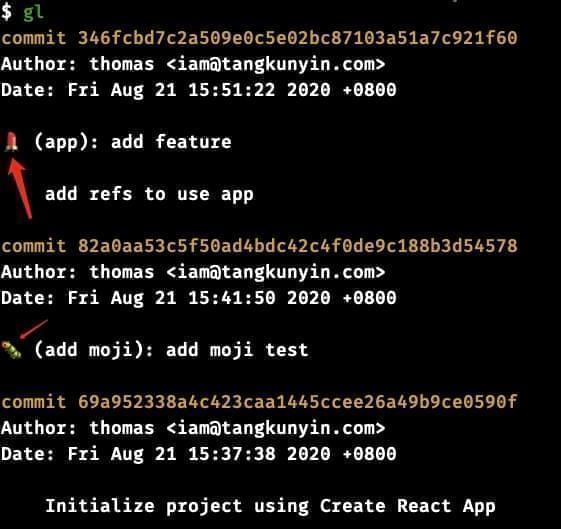 $ gl
commit 346fcbd7c2a509e0c5e02bc87103a51a7c921f60
Author: thomas <iam@tangkunyin.com>
Date: Fri Aug 21 15:51:22 2020 +0800
💄 (app): add feature
add refs to use app
commit 82a0aa53c5f50ad4bdc42c4f0de9c188b3d54578
Author: thomas <iam@tangkunyin.com>
Date: Fri Aug 21 15:41:50 2020 +0800
🐛 (add moji): add moji test
commit 69a952338a4c423caa1445ccee26a49b9ce0590f
Author: thomas <iam@tangkunyin.com>
Date: Fri Aug 21 15:37:38 2020 +0800
Initialize project using Create React App